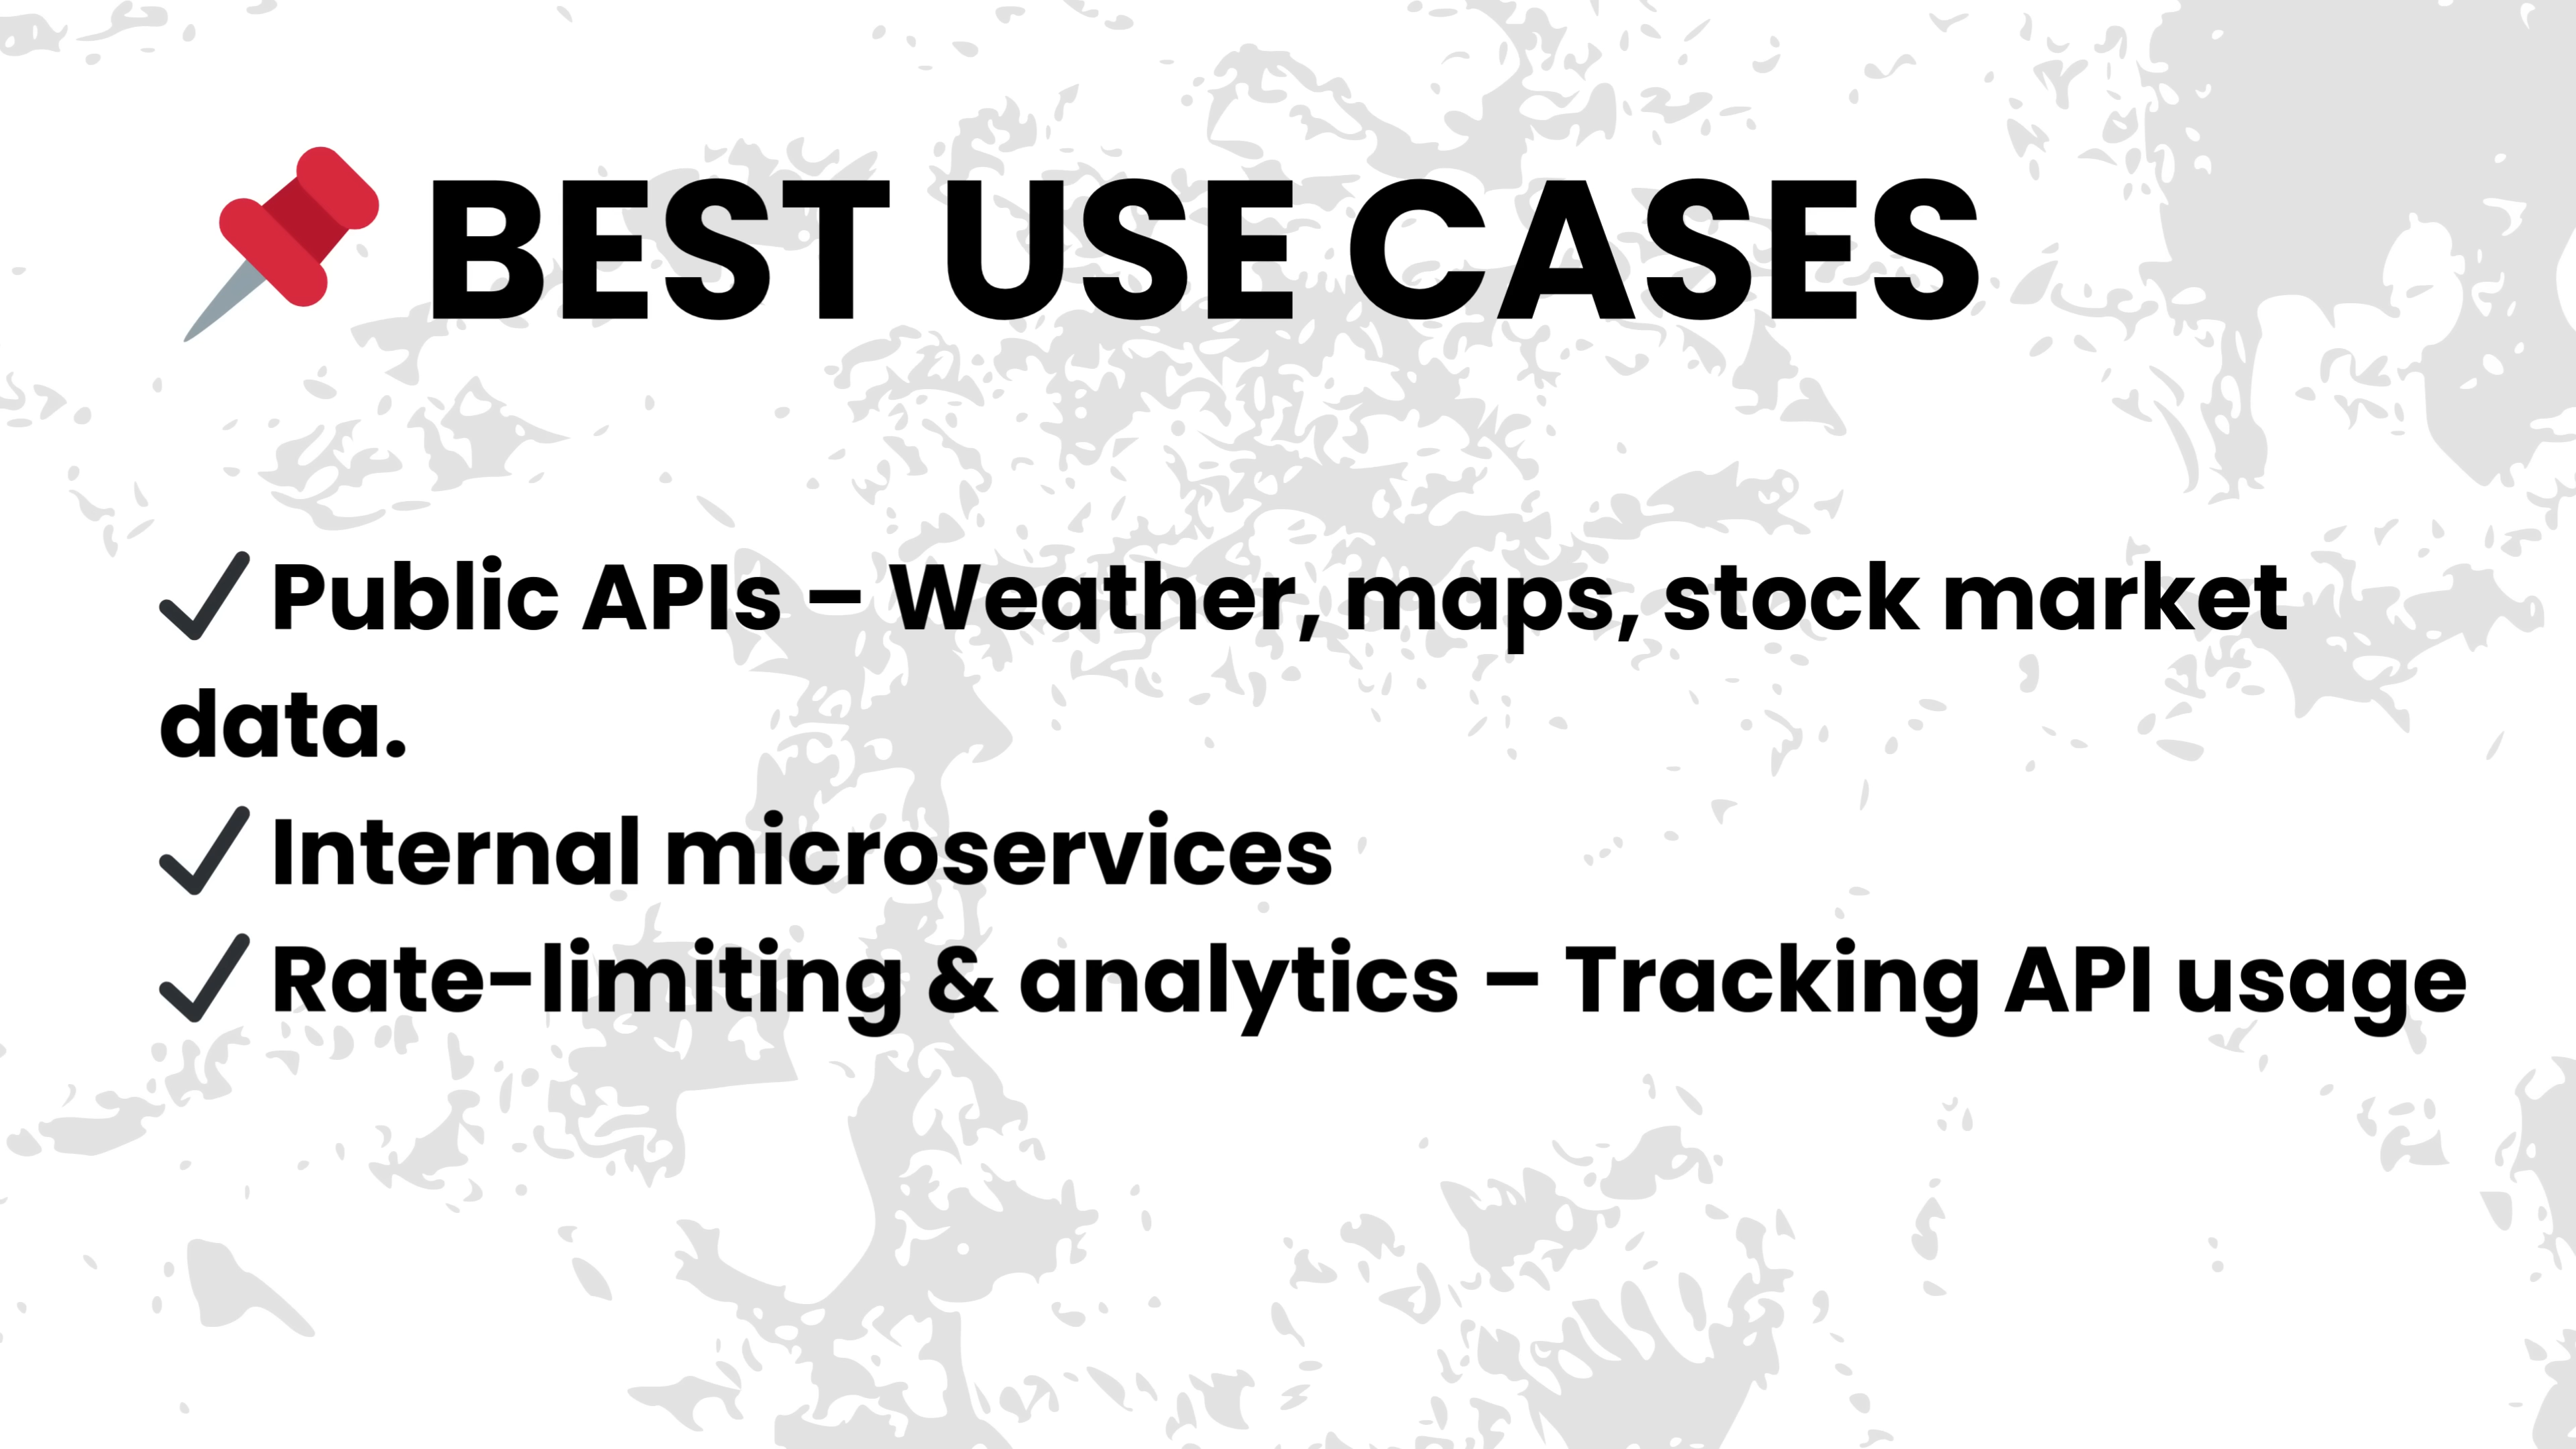 📌 BEST USE CASES
✔ Public APIs – Weather, maps, stock market
data.
✔ Internal microservices
✔ Rate-limiting & analytics – Tracking API usage